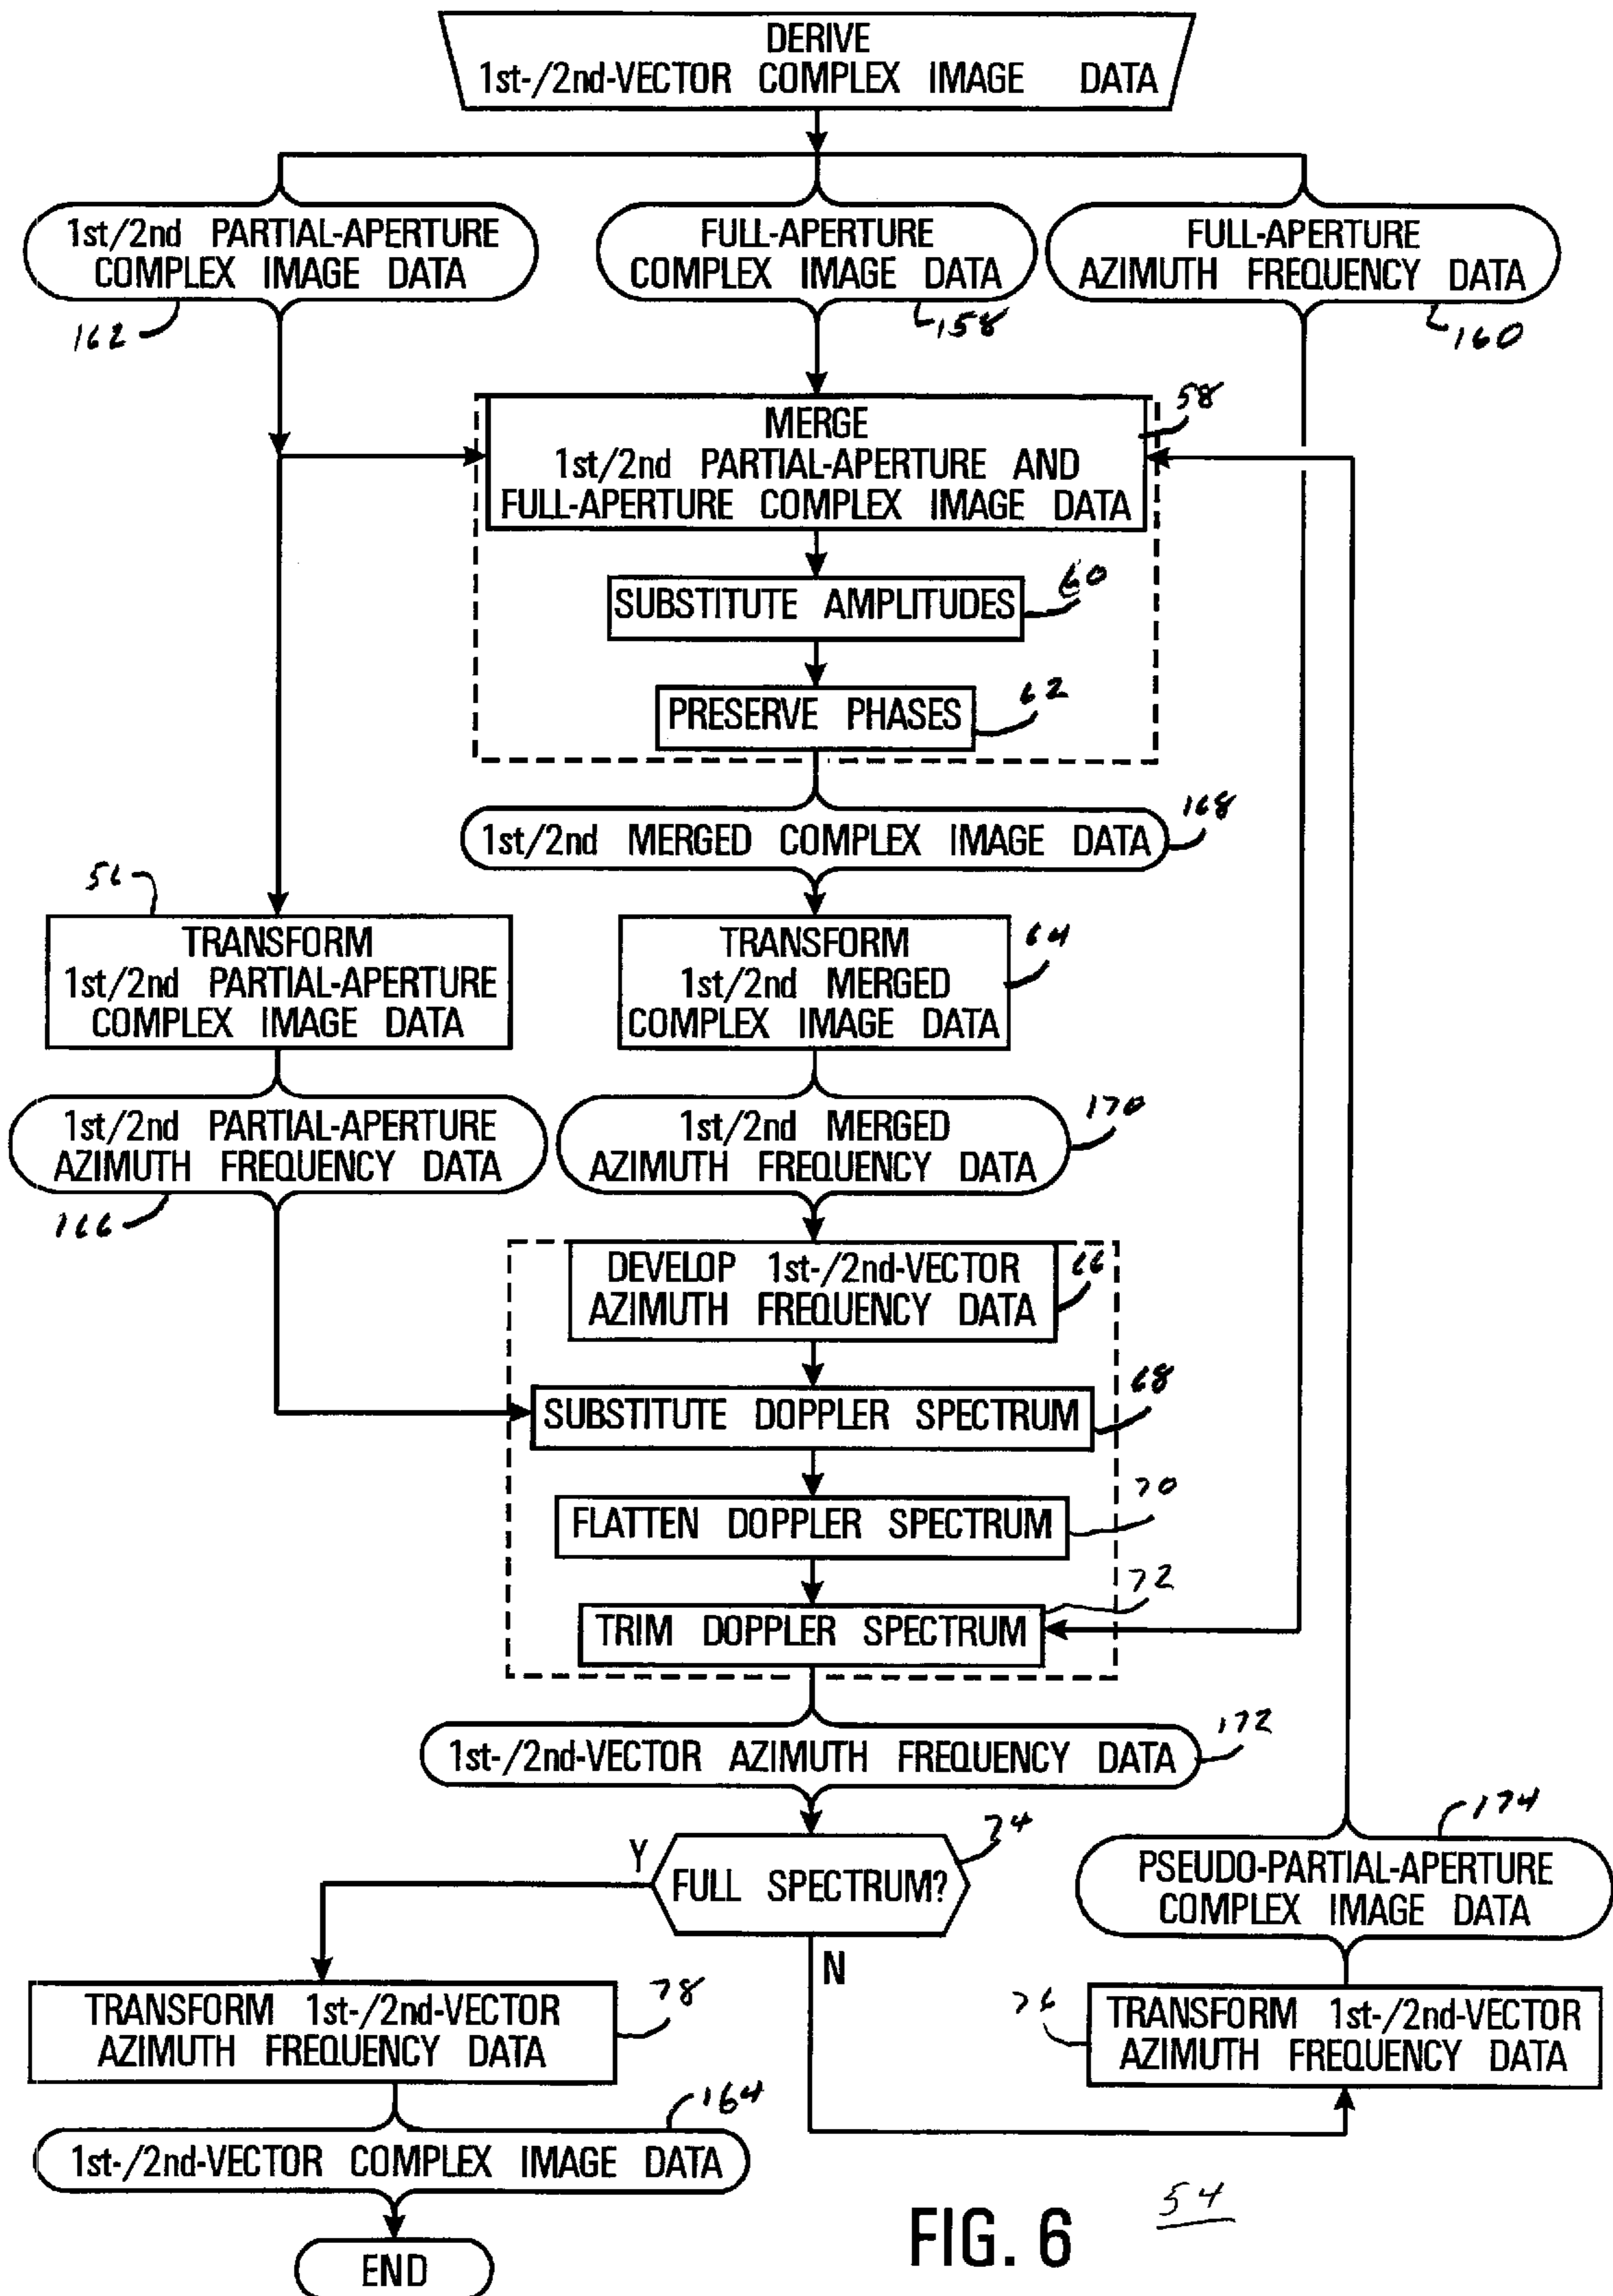 DERIVE
1st-/2nd-VECTOR COMPLEX IMAGE DATA
1st/2nd PARTIAL-APERTURE
COMPLEX IMAGE DATA
162
FULL-APERTURE
COMPLEX IMAGE DATA
158
FULL-APERTURE
AZIMUTH FREQUENCY DATA
160
MERGE
1st/2nd PARTIAL-APERTURE AND
FULL-APERTURE COMPLEX IMAGE DATA
58
SUBSTITUTE AMPLITUDES
60
PRESERVE PHASES
62
1st/2nd MERGED COMPLEX IMAGE DATA
168
56
TRANSFORM
1st/2nd PARTIAL-APERTURE
COMPLEX IMAGE DATA
TRANSFORM
1st/2nd MERGED
COMPLEX IMAGE DATA
64
1st/2nd PARTIAL-APERTURE
AZIMUTH FREQUENCY DATA
166
1st/2nd MERGED
AZIMUTH FREQUENCY DATA
170
DEVELOP 1st-/2nd-VECTOR
AZIMUTH FREQUENCY DATA
66
SUBSTITUTE DOPPLER SPECTRUM
68
FLATTEN DOPPLER SPECTRUM
70
TRIM DOPPLER SPECTRUM
72
1st-/2nd-VECTOR AZIMUTH FREQUENCY DATA
172
FULL SPECTRUM?
74
Y
N
174
PSEUDO-PARTIAL-APERTURE
COMPLEX IMAGE DATA
TRANSFORM 1st-/2nd-VECTOR
AZIMUTH FREQUENCY DATA
78
76
TRANSFORM 1st-/2nd-VECTOR
AZIMUTH FREQUENCY DATA
164
1st-/2nd-VECTOR COMPLEX IMAGE DATA
END
FIG. 6
54